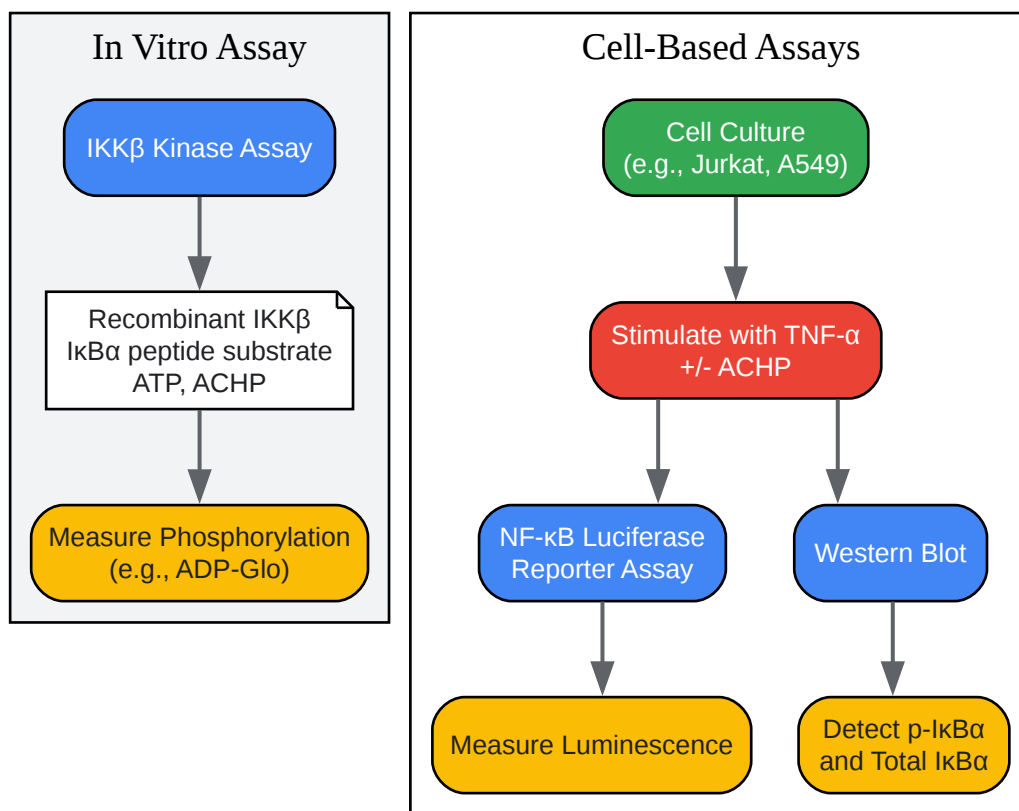 In Vitro Assay
IKKβ Kinase Assay
Recombinant IKKβ
IκBα peptide substrate
ATP, ACHP
Measure Phosphorylation
(e.g., ADP-Glo)
Cell-Based Assays
Cell Culture
(e.g., Jurkat, A549)
Stimulate with TNF-α
+/- ACHP
NF-κB Luciferase
Reporter Assay
Western Blot
Measure Luminescence
Detect p-IκBα
and Total IκBα